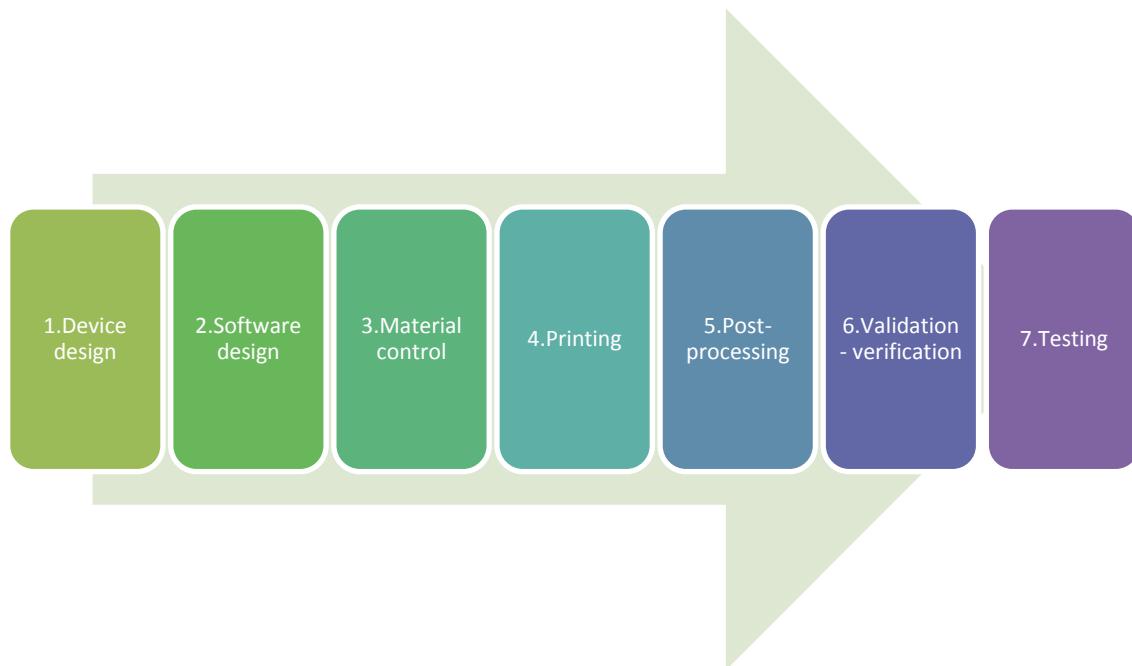 1.Device
design
2.Software
design
3.Material
control
4.Printing
5.Post-
processing
6.Validation
- verification
7.Testing